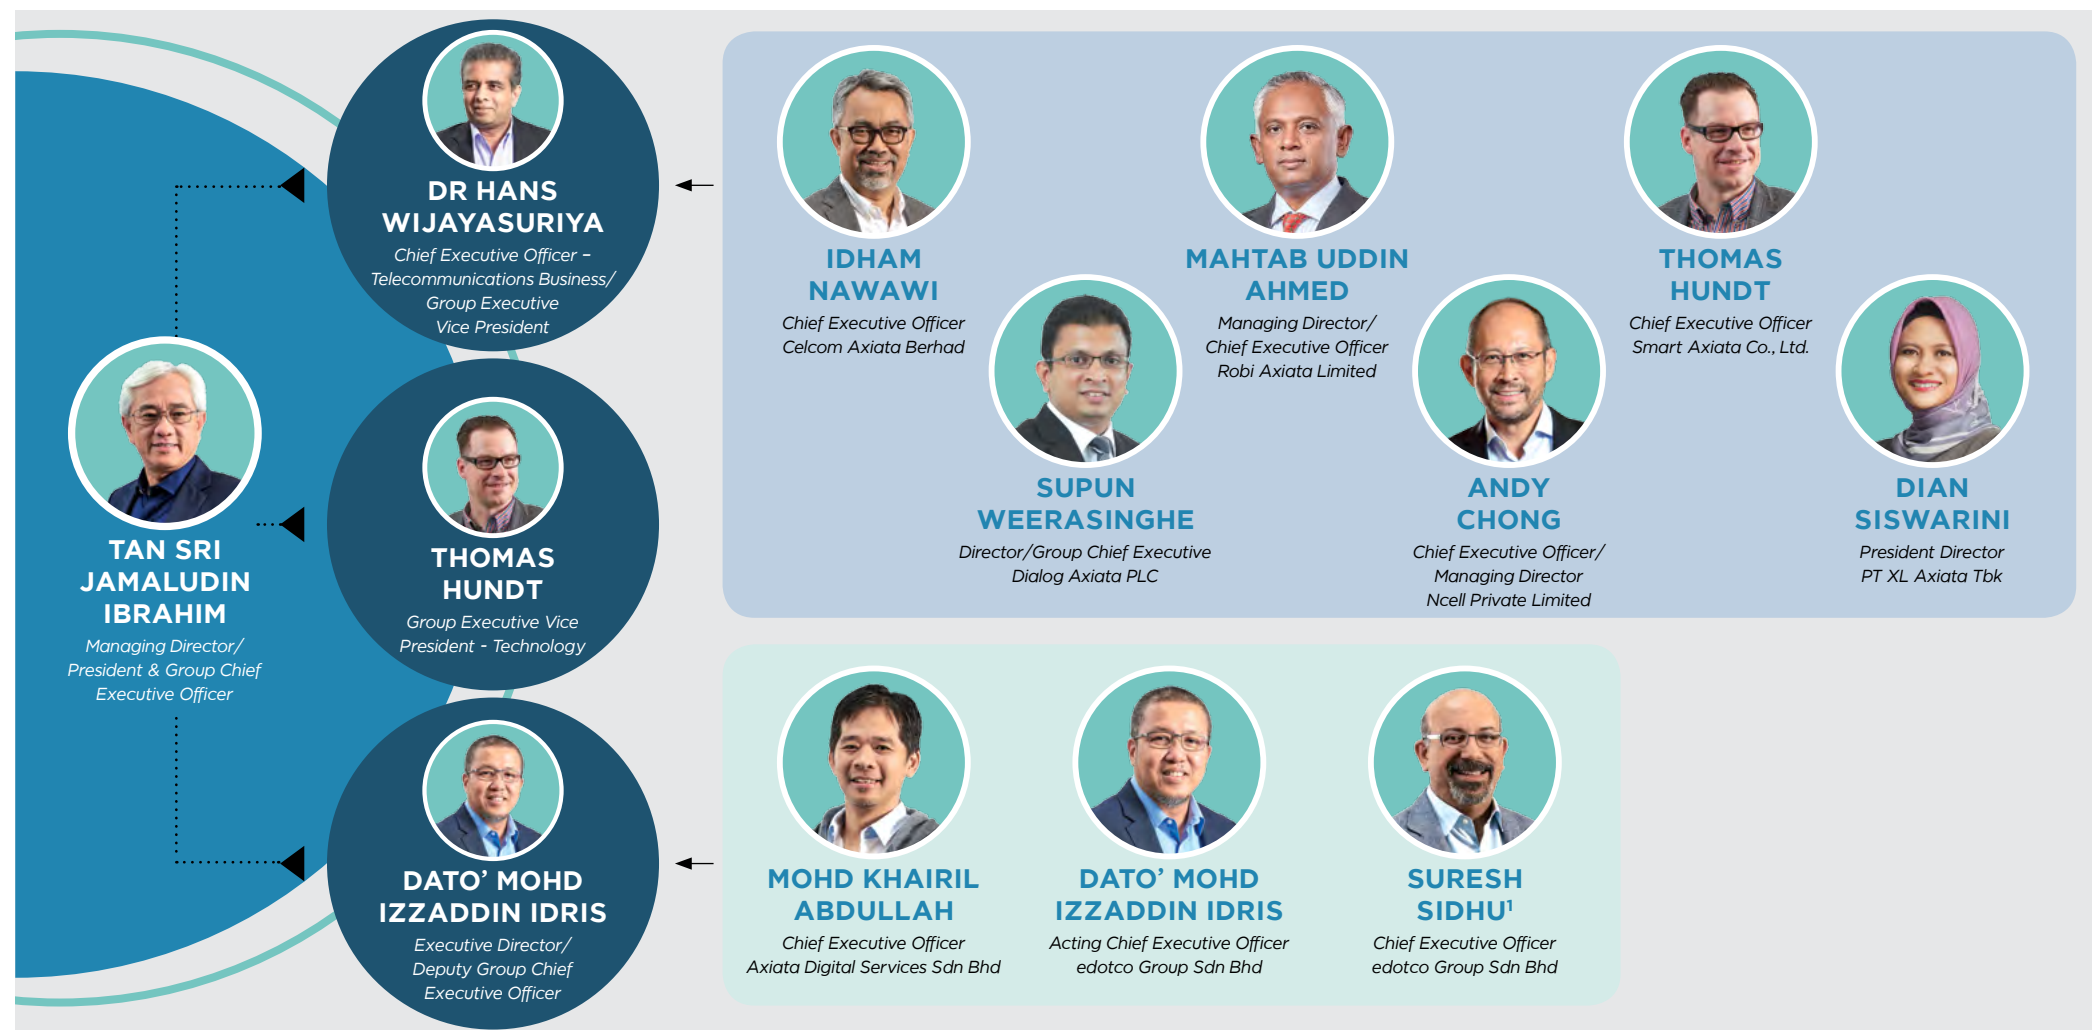 TAN SRI
JAMALUDIN
IBRAHIM
Managing Director/
President & Group Chief
Executive Officer
DR HANS
WIJAYASURIYA
Chief Executive Officer –
Telecommunications Business/
Group Executive
Vice President
THOMAS
HUNDT
Group Executive Vice
President - Technology
DATO’ MOHD
IZZADDIN IDRIS
Executive Director/
Deputy Group Chief
Executive Officer
IDHAM
NAWAWI
Chief Executive Officer
Celcom Axiata Berhad
SUPUN
WEERASINGHE
Director/Group Chief Executive
Dialog Axiata PLC
MAHTAB UDDIN
AHMED
Managing Director/
Chief Executive Officer
Robi Axiata Limited
ANDY
CHONG
Chief Executive Officer/
Managing Director
Ncell Private Limited
THOMAS
HUNDT
Chief Executive Officer
Smart Axiata Co., Ltd.
DIAN
SISWARINI
President Director
PT XL Axiata Tbk
MOHD KHAIRIL
ABDULLAH
Chief Executive Officer
Axiata Digital Services Sdn Bhd
DATO’ MOHD
IZZADDIN IDRIS
Acting Chief Executive Officer
edotco Group Sdn Bhd
SURESH
SIDHU¹
Chief Executive Officer
edotco Group Sdn Bhd